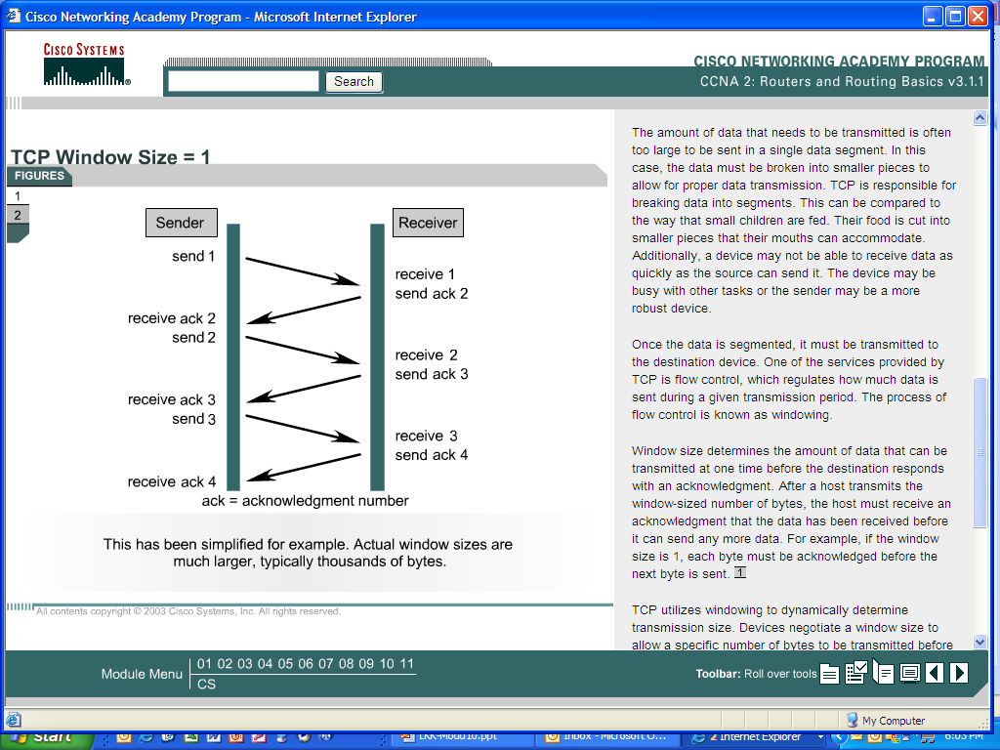 Cisco Networking Academy Program - Microsoft Internet Explorer
CISCO SYSTEMS
Search
CISCO NETWORKING ACADEMY PROGRAM
CCNA 2: Routers and Routing Basics v3.1.1
TCP Window Size = 1
FIGURES
1
2
Sender
Receiver
send 1
receive 1
send ack 2
receive ack 2
send 2
receive 2
send ack 3
receive ack 3
send 3
receive 3
send ack 4
receive ack 4
ack = acknowledgment number
This has been simplified for example. Actual window sizes are
much larger, typically thousands of bytes.
All contents copyright © 2003 Cisco Systems, Inc. All rights reserved.
The amount of data that needs to be transmitted is often
too large to be sent in a single data segment. In this
case, the data must be broken into smaller pieces to
allow for proper data transmission. TCP is responsible for
breaking data into segments. This can be compared to
the way that small children are fed. Their food is cut into
smaller pieces that their mouths can accommodate.
Additionally, a device may not be able to receive data as
quickly as the source can send it. The device may be
busy with other tasks or the sender may be a more
robust device.
Once the data is segmented, it must be transmitted to
the destination device. One of the services provided by
TCP is flow control, which regulates how much data is
sent during a given transmission period. The process of
flow control is known as windowing.
Window size determines the amount of data that can be
transmitted at one time before the destination responds
with an acknowledgment. After a host transmits the
window-sized number of bytes, the host must receive an
acknowledgment that the data has been received before
it can send any more data. For example, if the window
size is 1, each byte must be acknowledged before the
next byte is sent. 1
TCP utilizes windowing to dynamically determine
transmission size. Devices negotiate a window size to
allow a specific number of bytes to be transmitted before
Module Menu
01 02 03 04 05 06 07 08 09 10 11
CS
Toolbar: Roll over tools
My Computer
start
LKK-Modul10.ppt
Inbox - Microsoft O...
2 Internet Explorer
6:03 PM